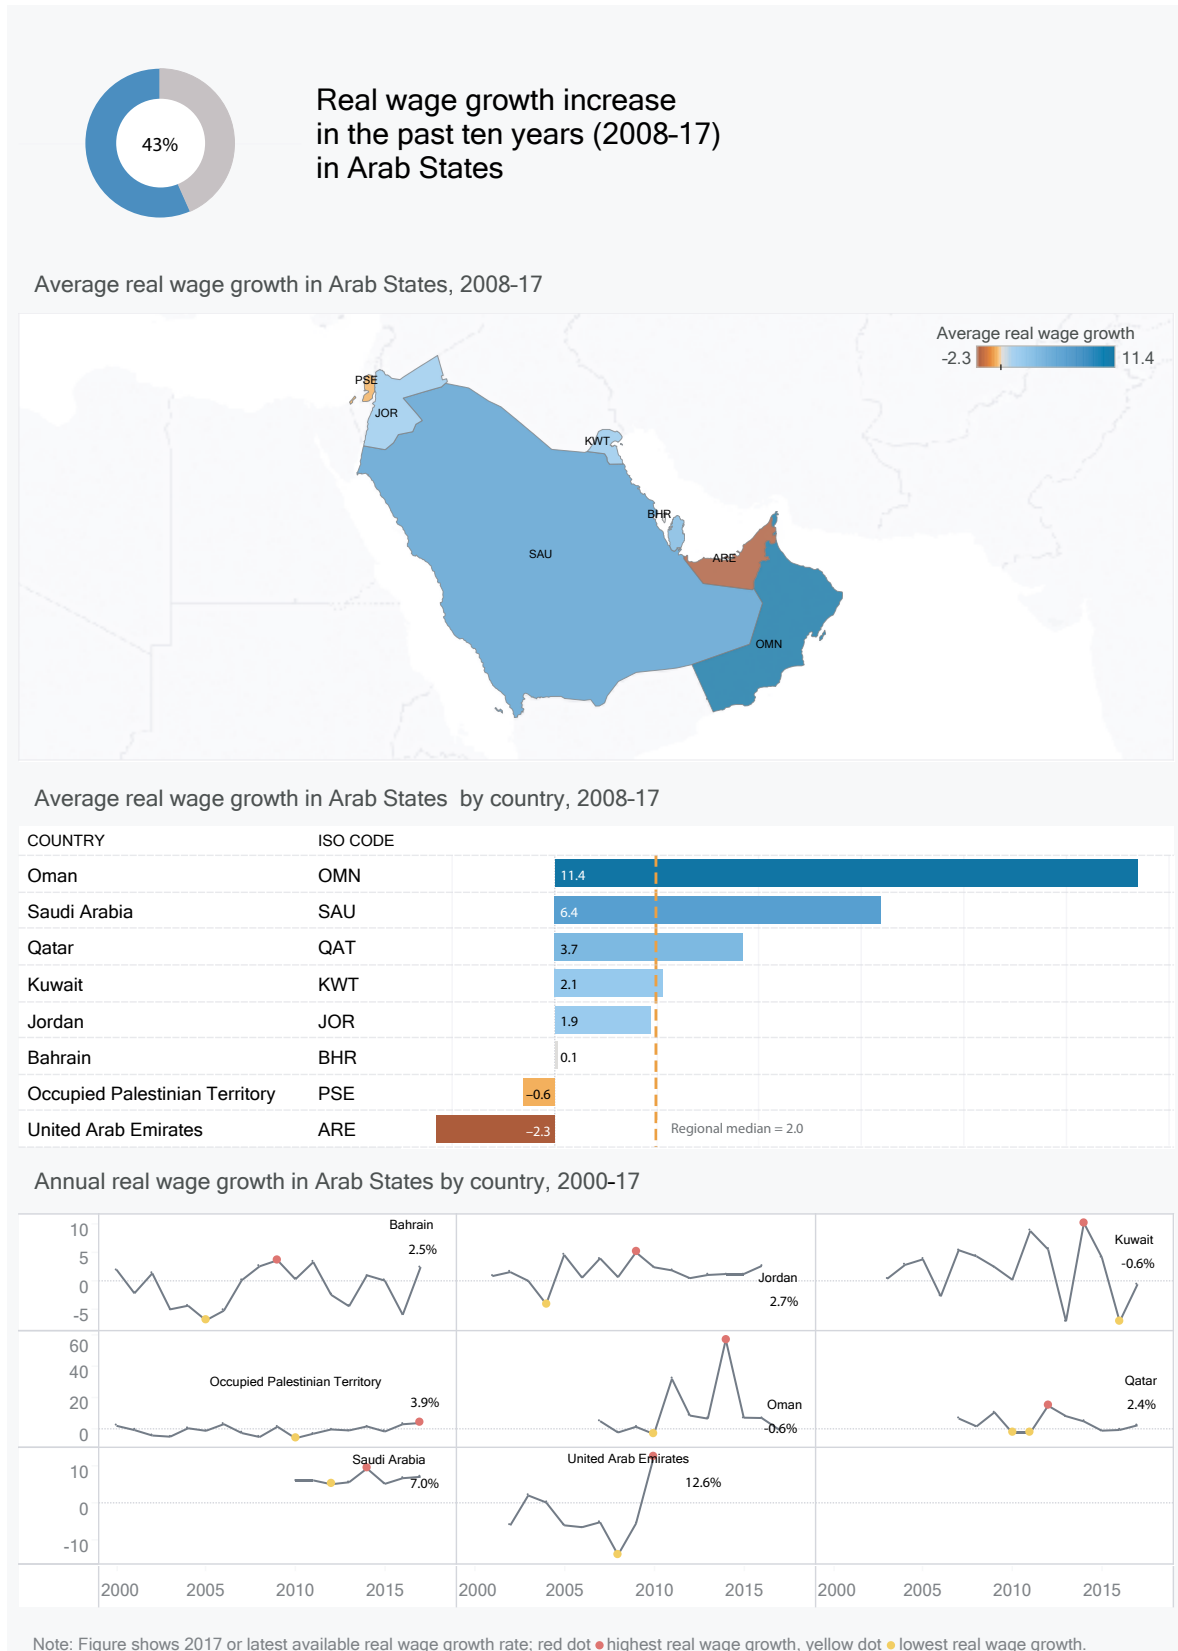 43%
Real wage growth increase
in the past ten years (2008-17)
in Arab States
Average real wage growth in Arab States, 2008-17
Average real wage growth
-2.3 11.4
PSE
JOR
KWT
BHR
SAU
ARE
OMN
Average real wage growth in Arab States by country, 2008-17
COUNTRY ISO CODE
Oman OMN 11.4
Saudi Arabia SAU 6.4
Qatar QAT 3.7
Kuwait KWT 2.1
Jordan JOR 1.9
Bahrain BHR 0.1
Occupied Palestinian Territory PSE –0.6
United Arab Emirates ARE –2.3 Regional median = 2.0
Annual real wage growth in Arab States by country, 2000-17
10
5
0
-5
Bahrain
2.5%
Jordan
2.7%
Kuwait
-0.6%
60
40
20
0
Occupied Palestinian Territory
3.9%
Oman
-0.6%
Qatar
2.4%
10
0
-10
Saudi Arabia
7.0%
United Arab Emirates
12.6%
2000 2005 2010 2015 2000 2005 2010 2015 2000 2005 2010 2015
Note: Figure shows 2017 or latest available real wage growth rate; red dot highest real wage growth, yellow dot lowest real wage growth.